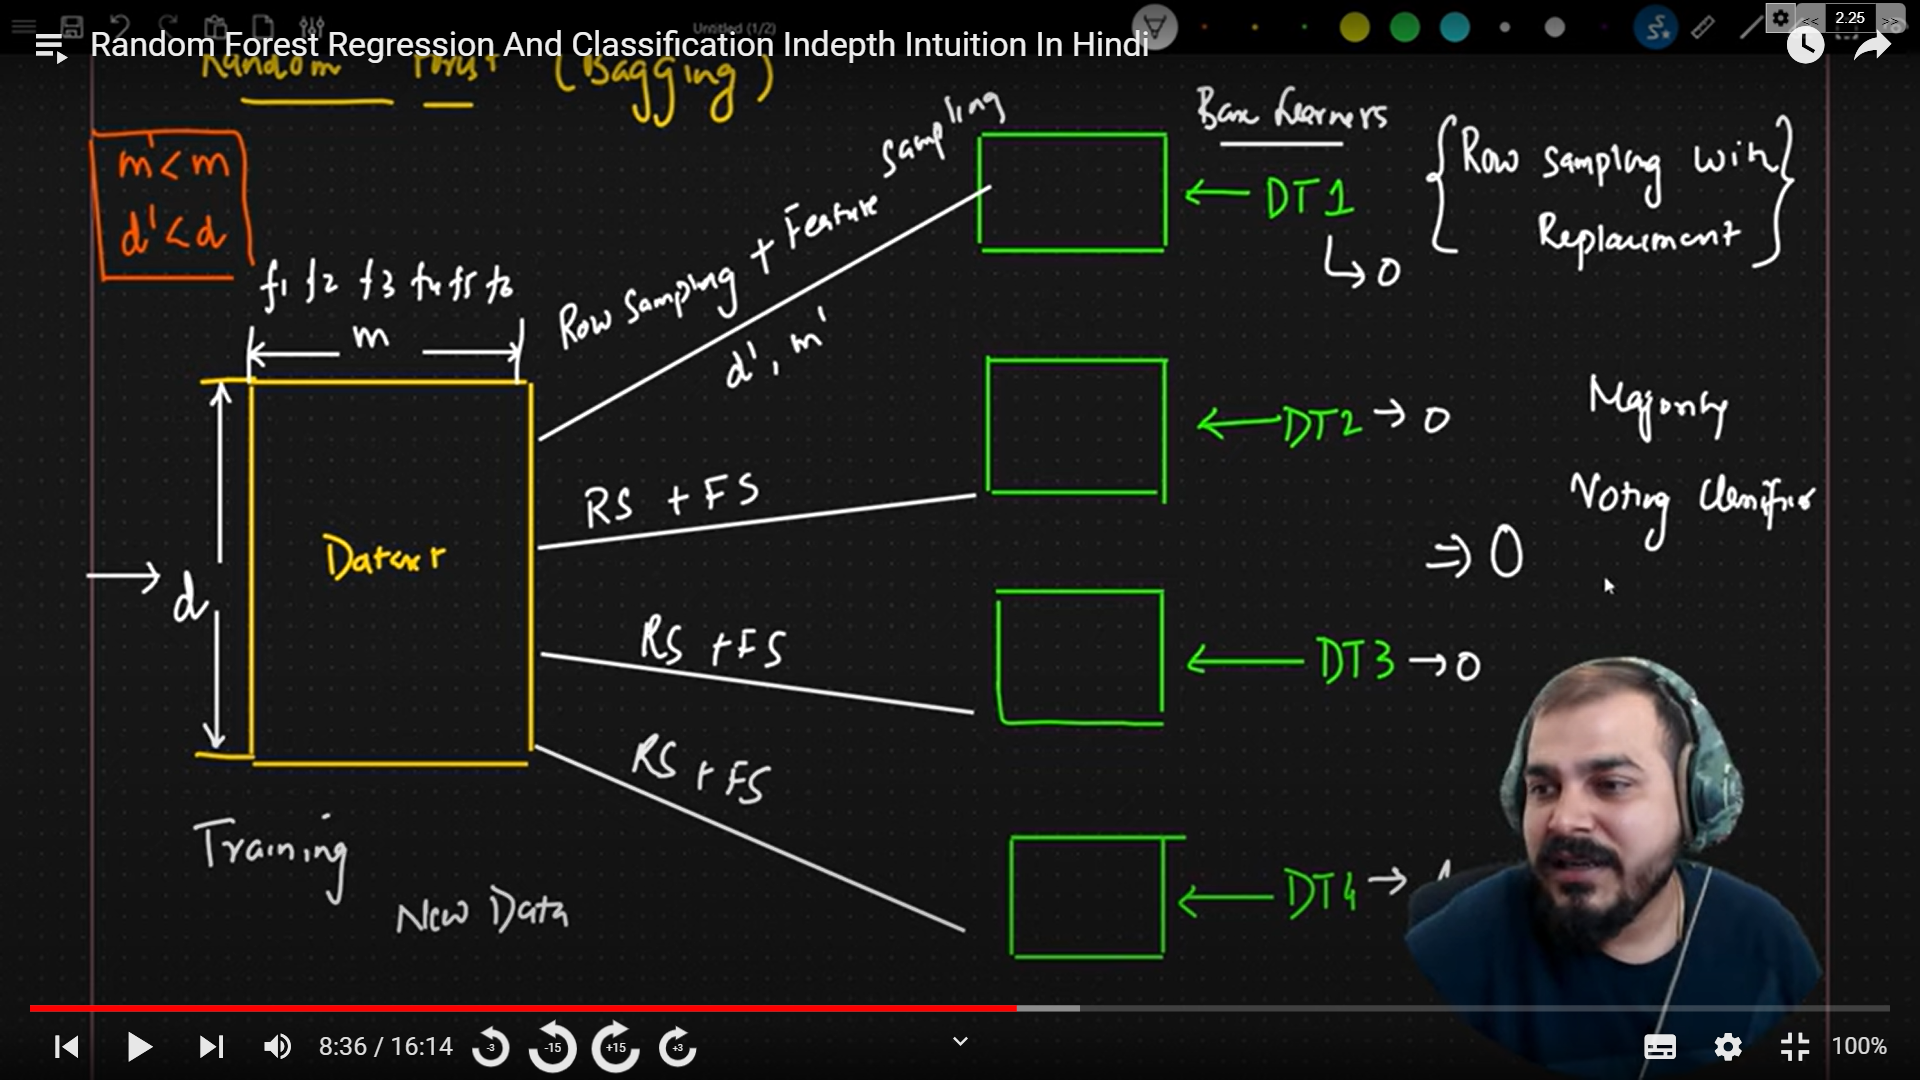 Untitled (1/2)
<< 2.25 >>
Random Forest Regression And Classification Indepth Intuition In Hindi
Random Forest (Bagging)
m' < m
d' < d
f1 f2 f3 f4 f5 f6
m
d
Dataset
Training
New Data
Row Sampling + Feature Sampling
d', m'
RS + FS
RS + FS
RS + FS
Base Learners
{Row Sampling with
Replacement}
← DT1
↳ 0
← DT2 → 0
← DT3 → 0
← DT4 →
Majority
Voting Classifier
⇒ 0
8:36 / 16:14
-3
-15
+15
+3
100%